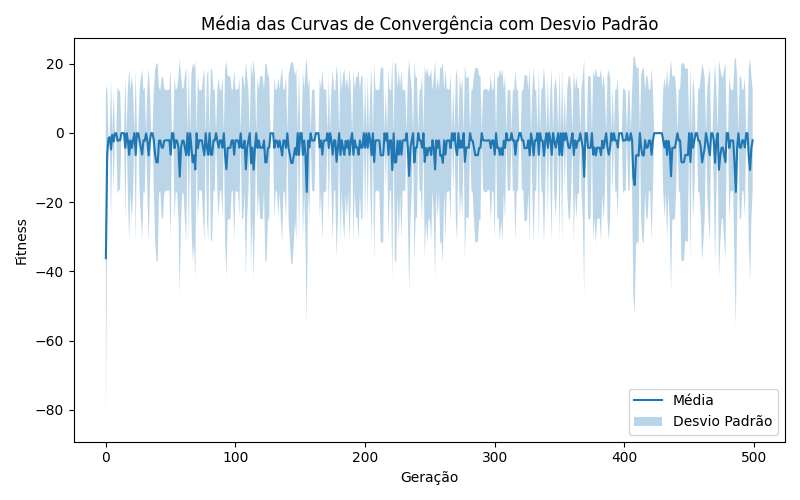 Média das Curvas de Convergência com Desvio Padrão
Fitness
20
0
−20
−40
−60
−80
0
100
200
300
400
500
Geração
Média
Desvio Padrão